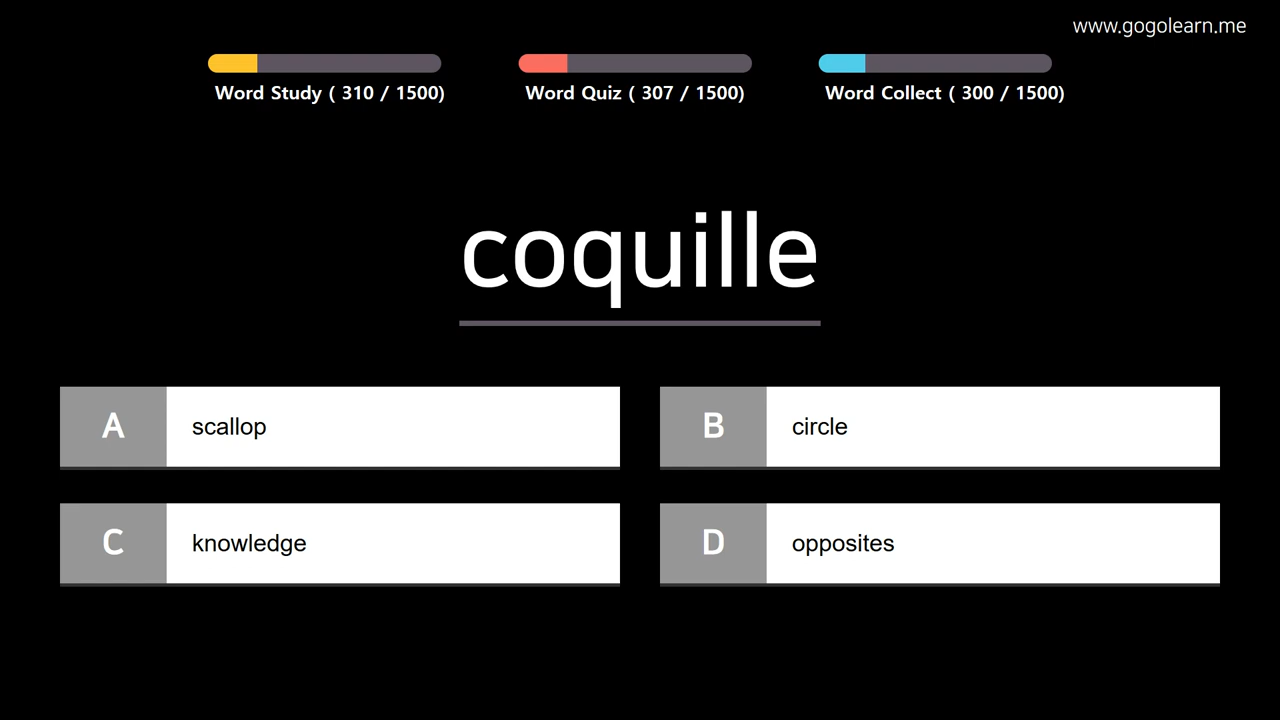 www.gogolearn.me
Word Study ( 310 / 1500)
Word Quiz ( 307 / 1500)
Word Collect ( 300 / 1500)
coquille
A
scallop
B
circle
C
knowledge
D
opposites